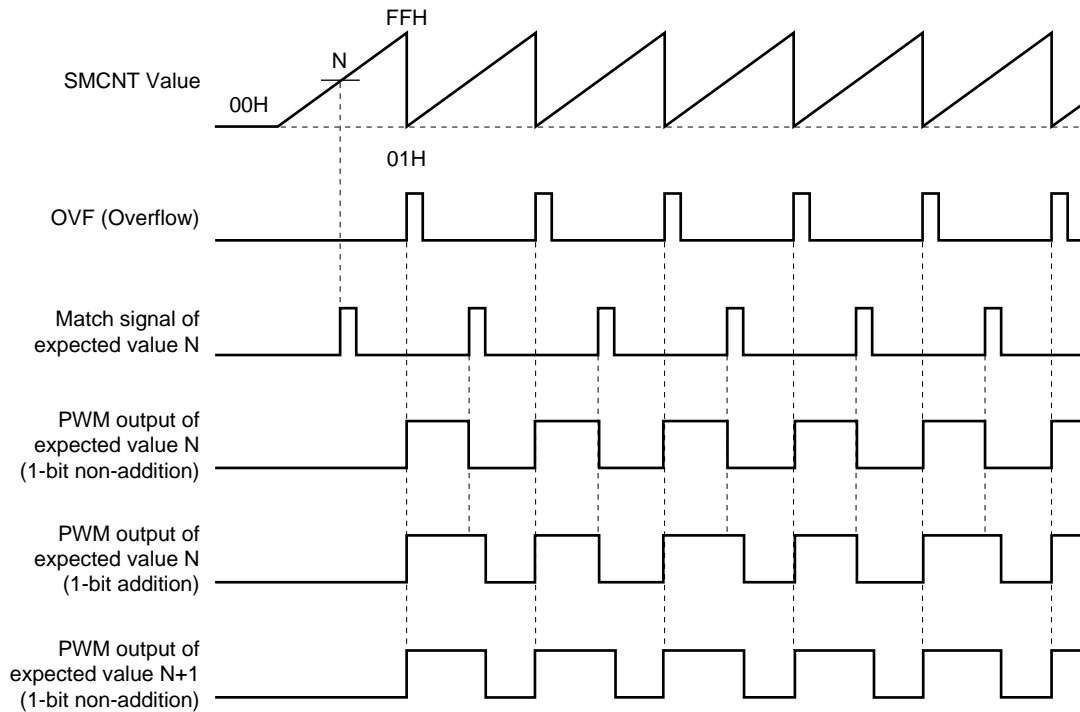 FFH
N
SMCNT Value
00H
01H
OVF (Overflow)
Match signal of
expected value N
PWM output of
expected value N
(1-bit non-addition)
PWM output of
expected value N
(1-bit addition)
PWM output of
expected value N+1
(1-bit non-addition)